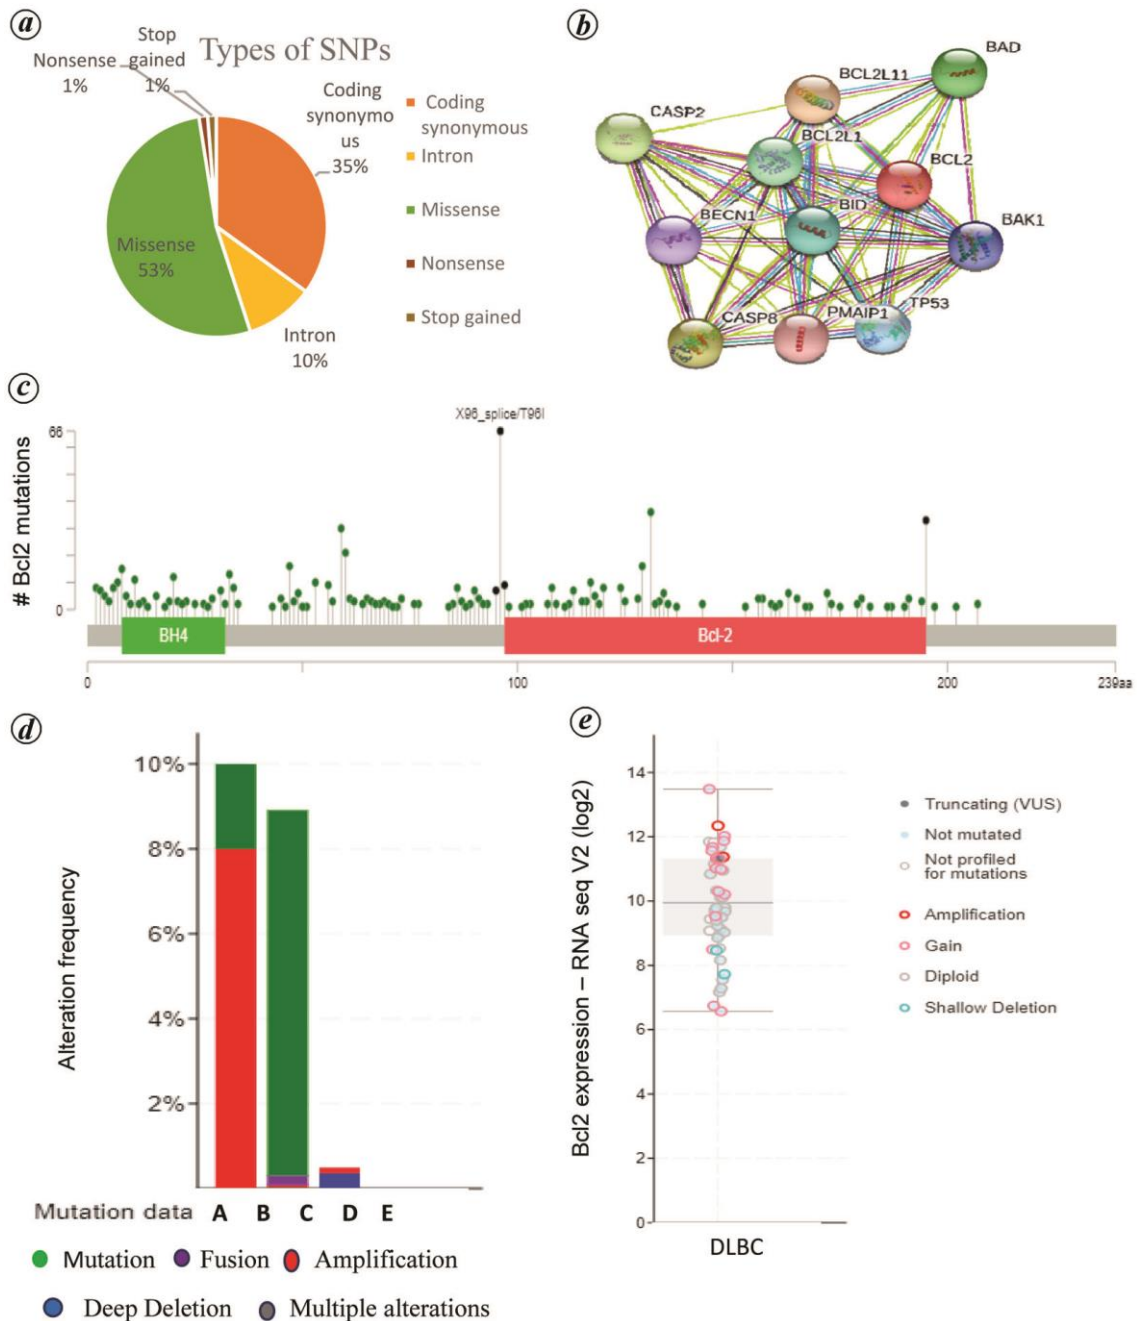 a
Types of SNPs
Stop
gained
1%
Nonsense
1%
Coding
synonymo
us
35%
Missense
53%
Intron
10%
Coding
synonymous
Intron
Missense
Nonsense
Stop gained
b
BAD
BCL2L11
CASP2
BCL2L1
BCL2
BECN1
BID
BAK1
CASP8
PMAIP1
TP53
c
X96_splice/T96I
66
# Bcl2 mutations
0
BH4
Bcl-2
0
100
200
239aa
d
10%
8%
6%
4%
2%
Alteration frequency
Mutation data A B C D E
Mutation Fusion Amplification
Deep Deletion Multiple alterations
e
14
12
10
8
6
4
2
0
Bcl2 expression – RNA seq V2 (log2)
DLBC
Truncating (VUS)
Not mutated
Not profiled
for mutations
Amplification
Gain
Diploid
Shallow Deletion